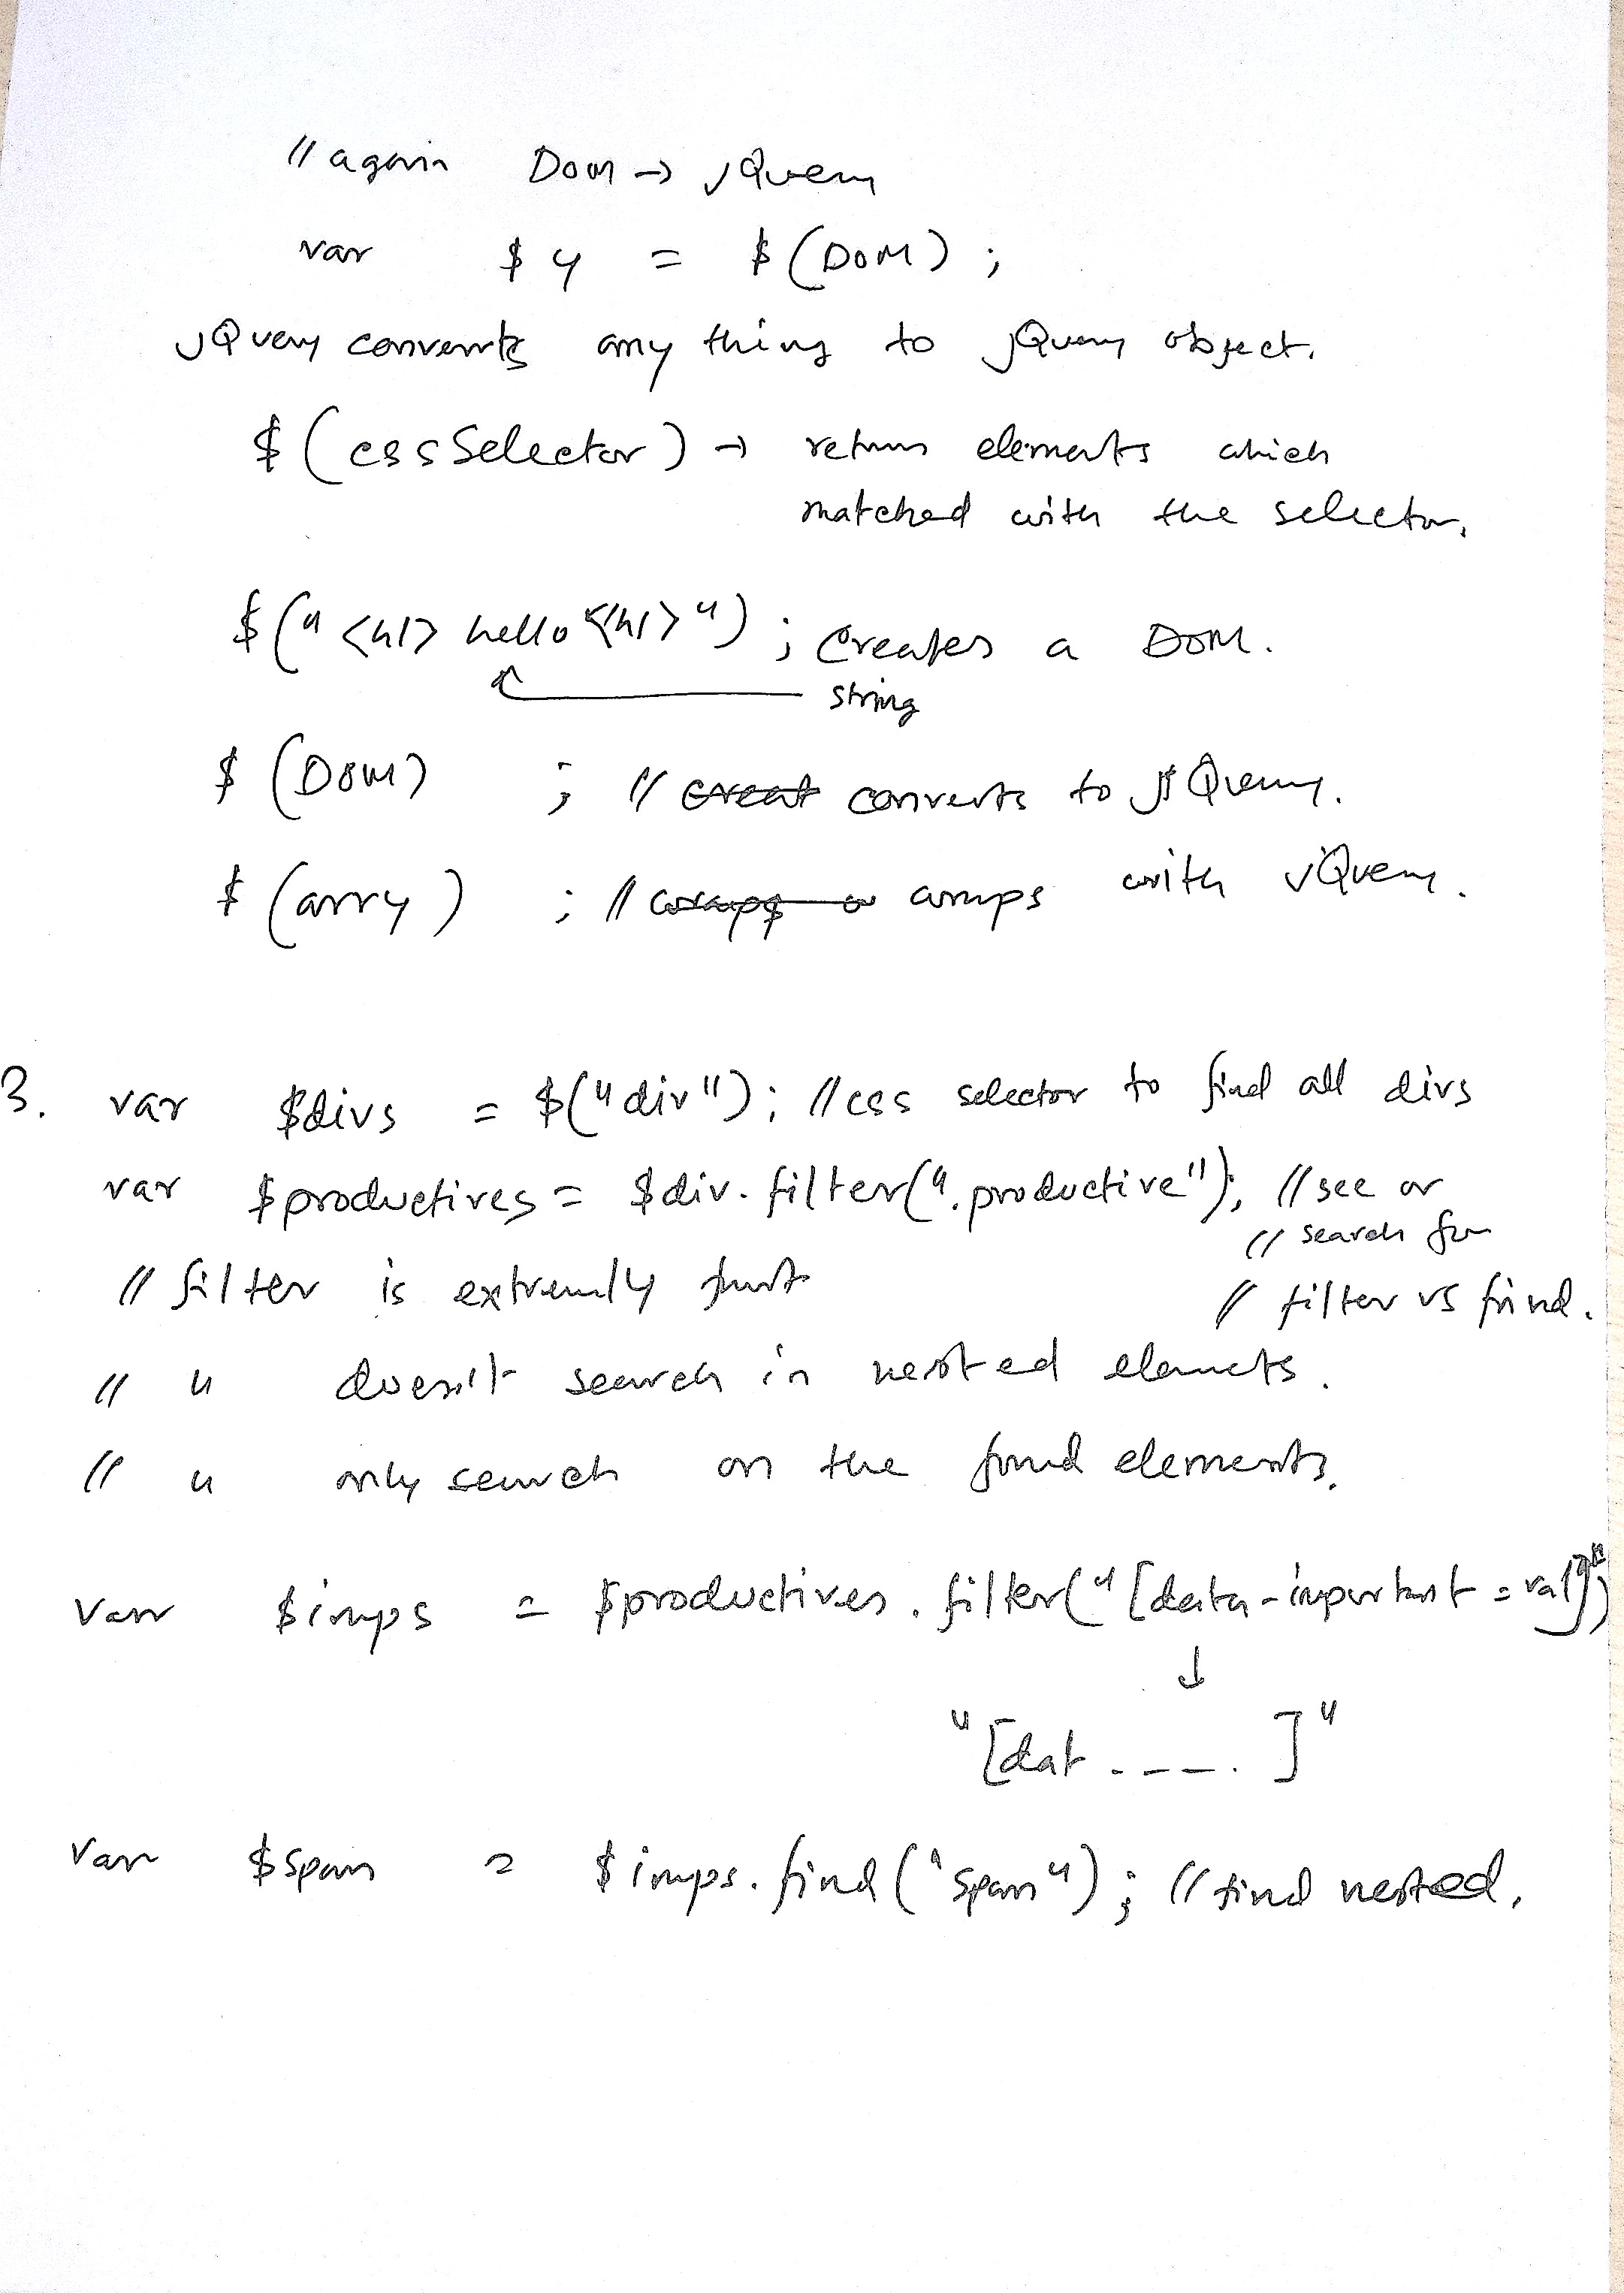 // again DOM → jQuery
var $y = $(DOM);
jQuery converts any thing to jQuery object.
$(cssSelector) → returns elements which
matched with the selector.
$("<h1> hello </h1>"); Creates a DOM.
string
$(DOM) ; // creat converts to jQuery.
$(arry) ; // wraps with jQuery.
3. var $divs = $("div"); // css selector to find all divs
var $productives = $div.filter(".productive"); // see or
// search for
// filter is extremly fast
// filter vs find.
// " doesn't search in nested elements.
// " only search on the found elements.
var $imps = $productives.filter("[data-important=val]")
↓
"[dat ----. ]"
var $span = $imps.find("span"); // find nested.